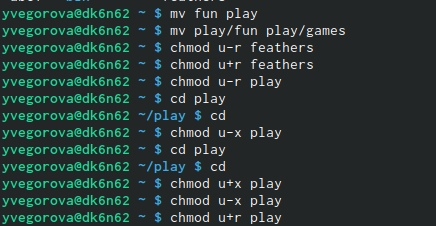 yvegorova@dk6n62 ~ $ mv fun play
yvegorova@dk6n62 ~ $ mv play/fun play/games
yvegorova@dk6n62 ~ $ chmod u-r feathers
yvegorova@dk6n62 ~ $ chmod u+r feathers
yvegorova@dk6n62 ~ $ chmod u-r play
yvegorova@dk6n62 ~ $ cd play
yvegorova@dk6n62 ~/play $ cd
yvegorova@dk6n62 ~ $ chmod u-x play
yvegorova@dk6n62 ~ $ cd play
yvegorova@dk6n62 ~/play $ cd
yvegorova@dk6n62 ~ $ chmod u+x play
yvegorova@dk6n62 ~ $ chmod u-x play
yvegorova@dk6n62 ~ $ chmod u+r play